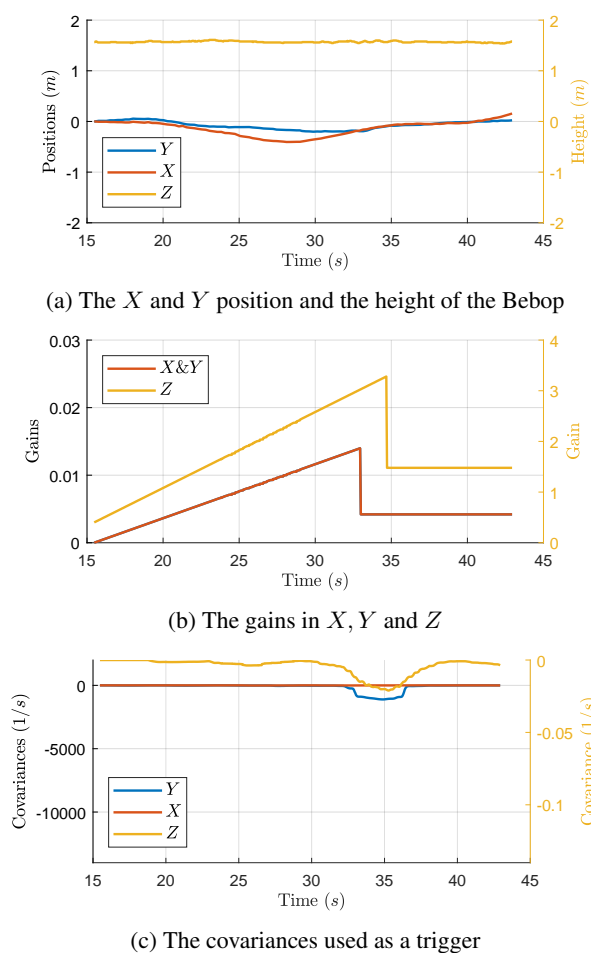 2
1
0
-1
-2
Positions (m)
Y
X
Z
2
1
0
-1
-2
Height (m)
15 20 25 30 35 40 45
Time (s)
(a) The X and Y position and the height of the Bebop
0.03
0.02
0.01
0
Gains
X&Y
Z
4
3
2
1
0
Gain
15 20 25 30 35 40 45
Time (s)
(b) The gains in X, Y and Z
0
-5000
-10000
Covariances (1/s)
Y
X
Z
0
-0.05
-0.1
Covariance (1/s)
15 20 25 30 35 40 45
Time (s)
(c) The covariances used as a trigger